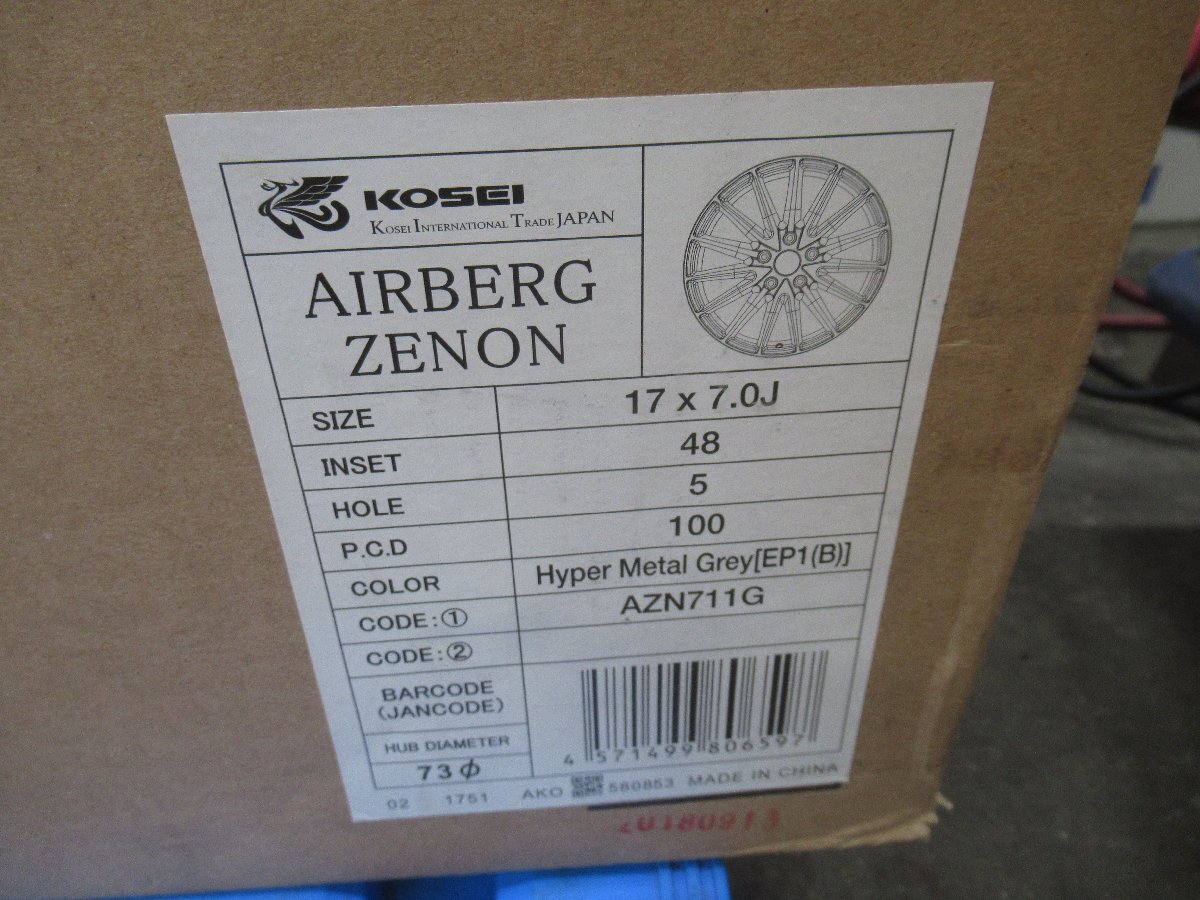 KOSEI
KOSEI INTERNATIONAL TRADE JAPAN
AIRBERG
ZENON
SIZE 17 x 7.0J
INSET 48
HOLE 5
P.C.D 100
COLOR Hyper Metal Grey[EP1(B)]
CODE:① AZN711G
CODE:②
BARCODE
(JANCODE)
4 571499 806597
HUB DIAMETER
73ϕ
02 1751 AKO 580853 MADE IN CHINA
20180913